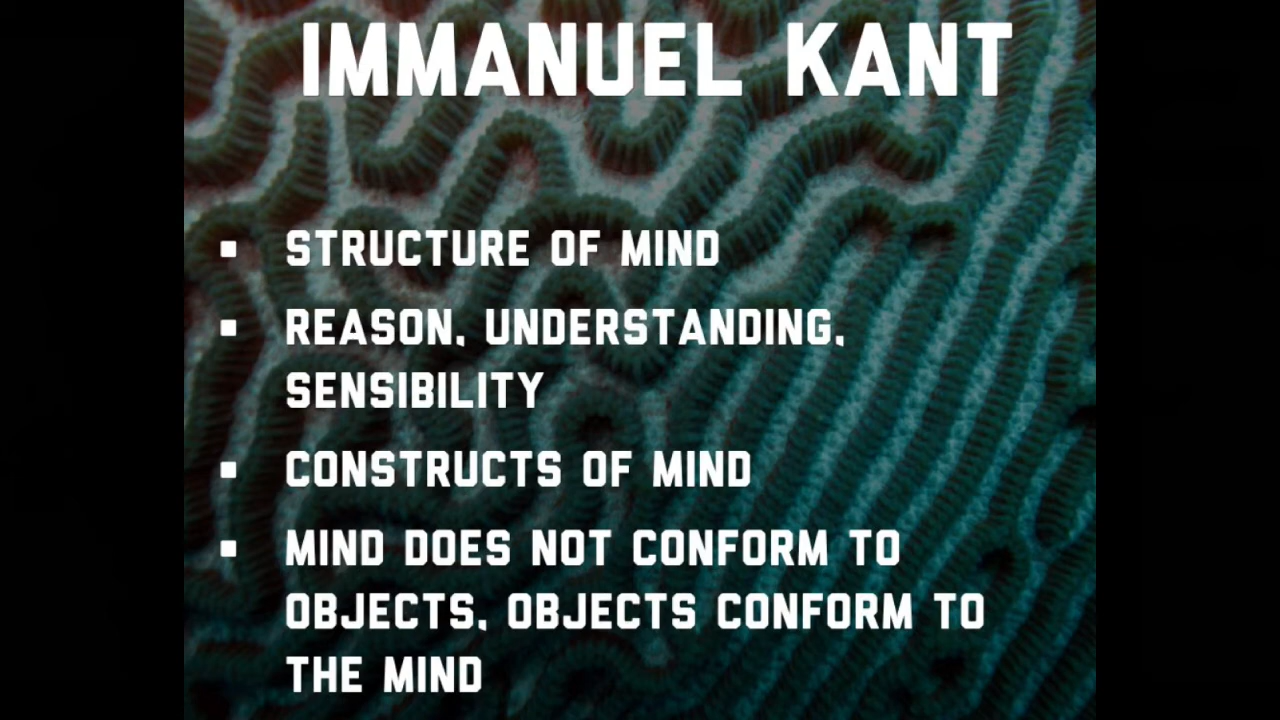 IMMANUEL KANT
▪ STRUCTURE OF MIND
▪ REASON, UNDERSTANDING,
SENSIBILITY
▪ CONSTRUCTS OF MIND
▪ MIND DOES NOT CONFORM TO
OBJECTS, OBJECTS CONFORM TO
THE MIND